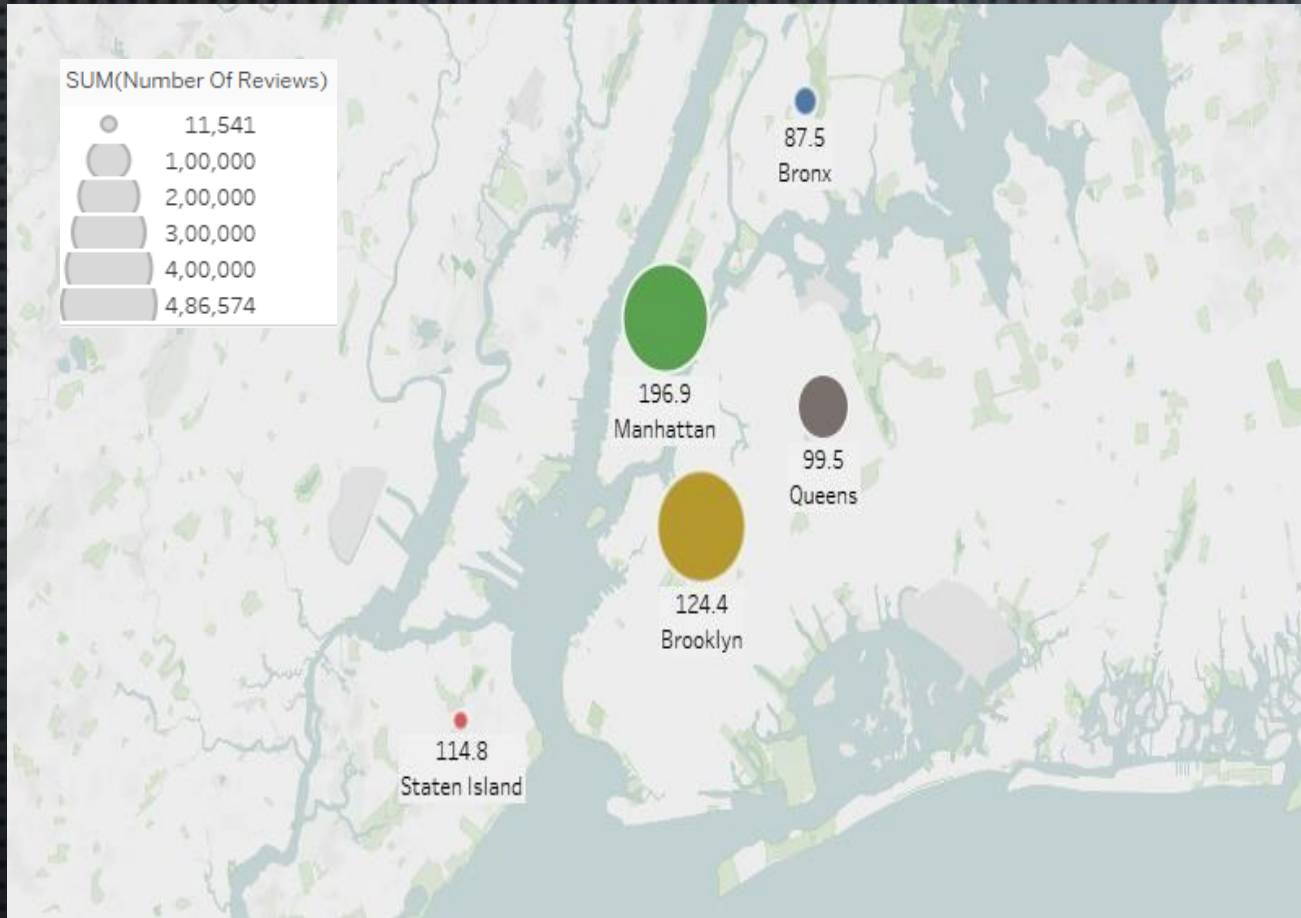 SUM(Number Of Reviews)
11,541
1,00,000
2,00,000
3,00,000
4,00,000
4,86,574
87.5
Bronx
196.9
Manhattan
99.5
Queens
124.4
Brooklyn
114.8
Staten Island